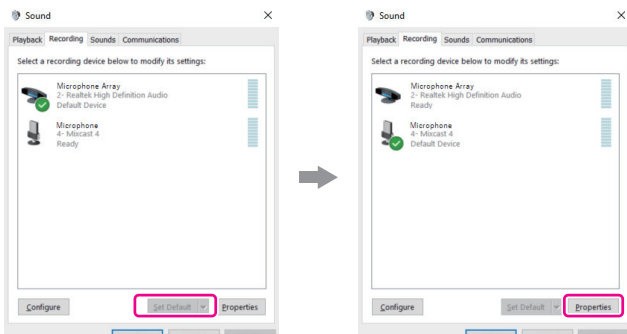 Sound
Playback Recording Sounds Communications
Select a recording device below to modify its settings:
Microphone Array
2- Realtek High Definition Audio
Default Device
Microphone
4- Mixcast 4
Ready
Configure Set Default Properties
Sound
Playback Recording Sounds Communications
Select a recording device below to modify its settings:
Microphone Array
2- Realtek High Definition Audio
Ready
Microphone
4- Mixcast 4
Default Device
Configure Set Default Properties